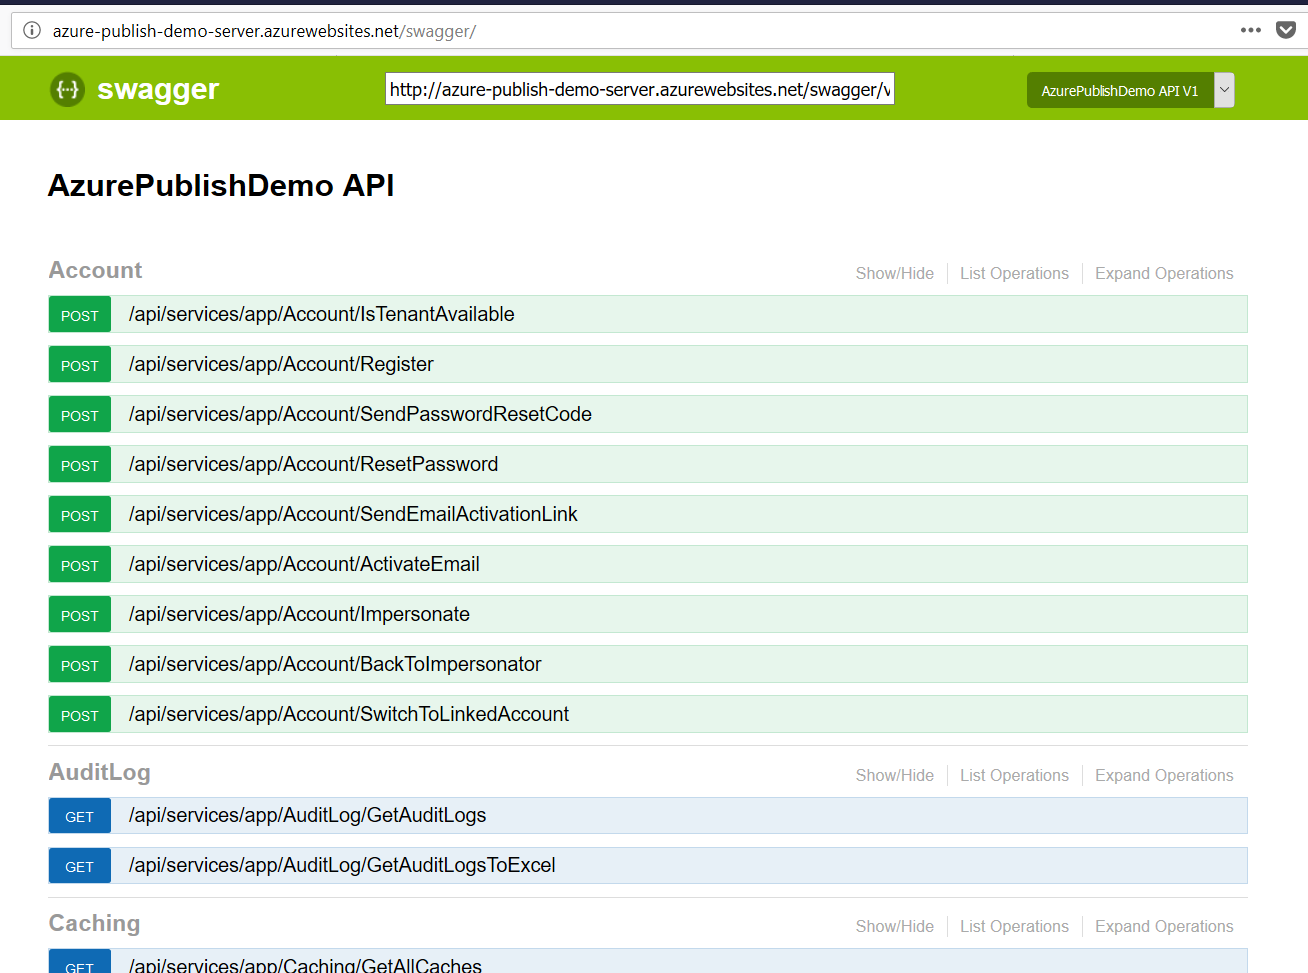 azure-publish-demo-server.azurewebsites.net/swagger/
swagger
http://azure-publish-demo-server.azurewebsites.net/swagger/v
AzurePublishDemo API V1
AzurePublishDemo API
Account Show/Hide List Operations Expand Operations
POST /api/services/app/Account/IsTenantAvailable
POST /api/services/app/Account/Register
POST /api/services/app/Account/SendPasswordResetCode
POST /api/services/app/Account/ResetPassword
POST /api/services/app/Account/SendEmailActivationLink
POST /api/services/app/Account/ActivateEmail
POST /api/services/app/Account/Impersonate
POST /api/services/app/Account/BackToImpersonator
POST /api/services/app/Account/SwitchToLinkedAccount
AuditLog Show/Hide List Operations Expand Operations
GET /api/services/app/AuditLog/GetAuditLogs
GET /api/services/app/AuditLog/GetAuditLogsToExcel
Caching Show/Hide List Operations Expand Operations
GET /api/services/app/Caching/GetAllCaches